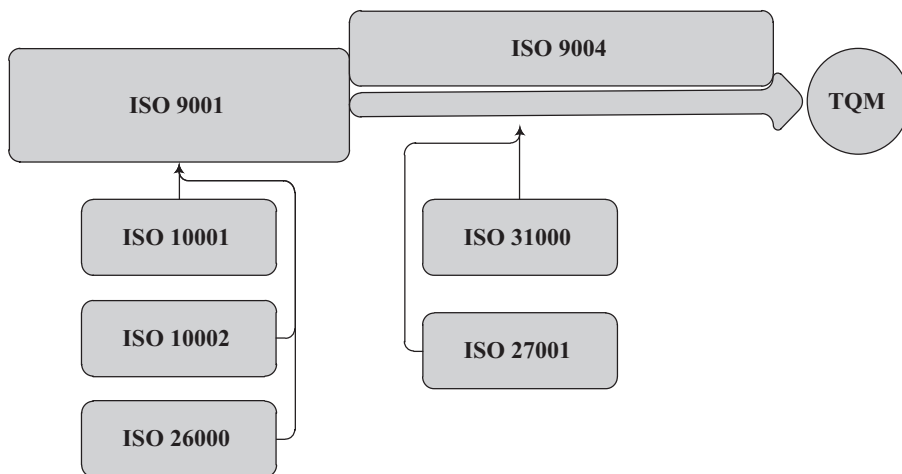 ISO 9004
ISO 9001
TQM
ISO 10001
ISO 31000
ISO 10002
ISO 27001
ISO 26000